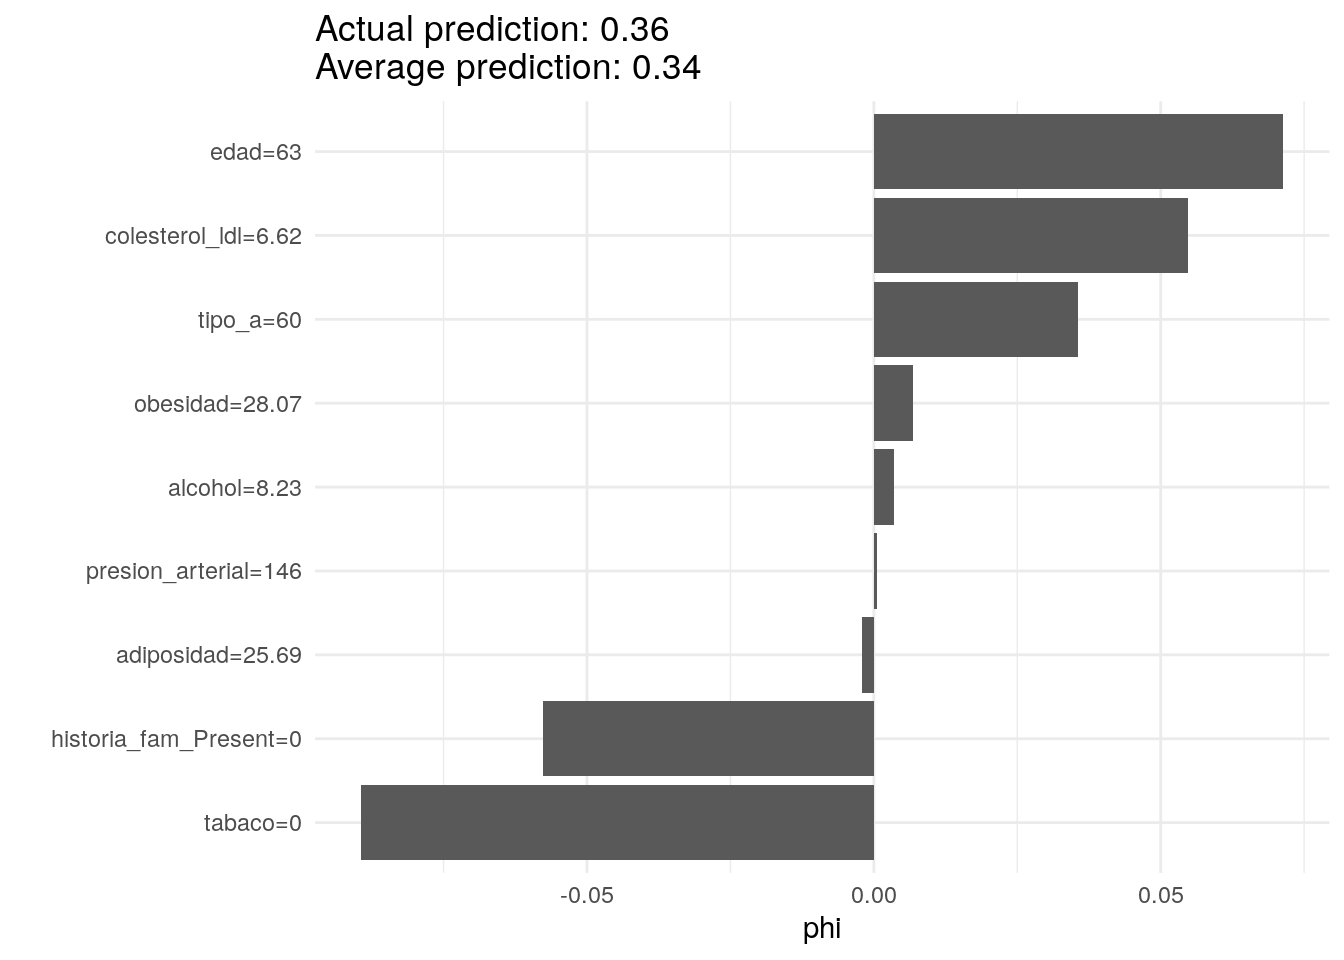 Actual prediction: 0.36
Average prediction: 0.34
edad=63
colesterol_ldl=6.62
tipo_a=60
obesidad=28.07
alcohol=8.23
presion_arterial=146
adiposidad=25.69
historia_fam_Present=0
tabaco=0
-0.05 0.00 0.05
phi